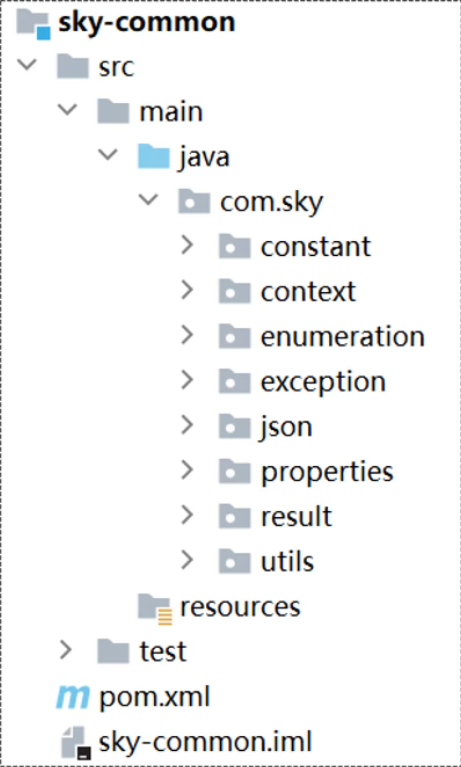 sky-common
src
main
java
com.sky
constant
context
enumeration
exception
json
properties
result
utils
resources
test
pom.xml
sky-common.iml